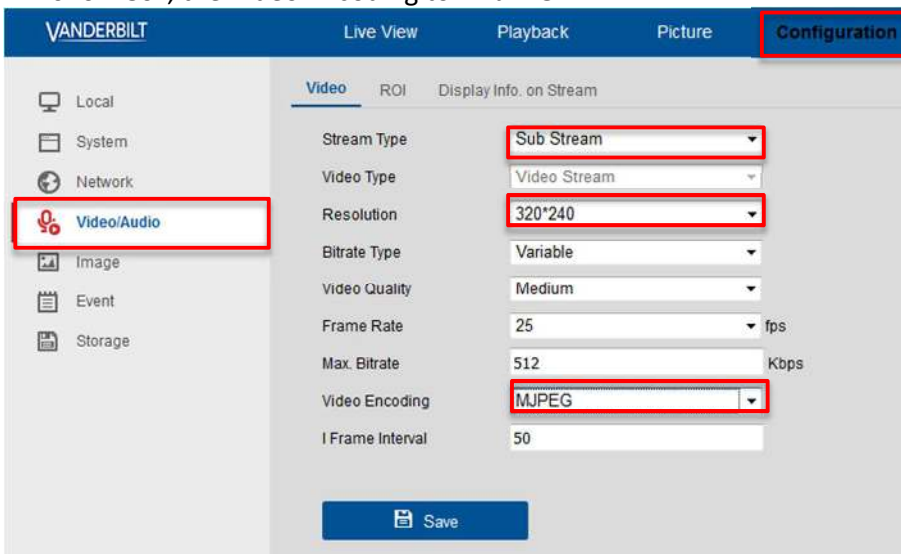 VANDERBILT Live View Playback Picture Configuration
Video ROI Display Info. on Stream
Local
System
Network
Video/Audio
Image
Event
Storage
Stream Type Sub Stream
Video Type Video Stream
Resolution 320*240
Bitrate Type Variable
Video Quality Medium
Frame Rate 25 fps
Max. Bitrate 512 Kbps
Video Encoding MJPEG
I Frame Interval 50
Save